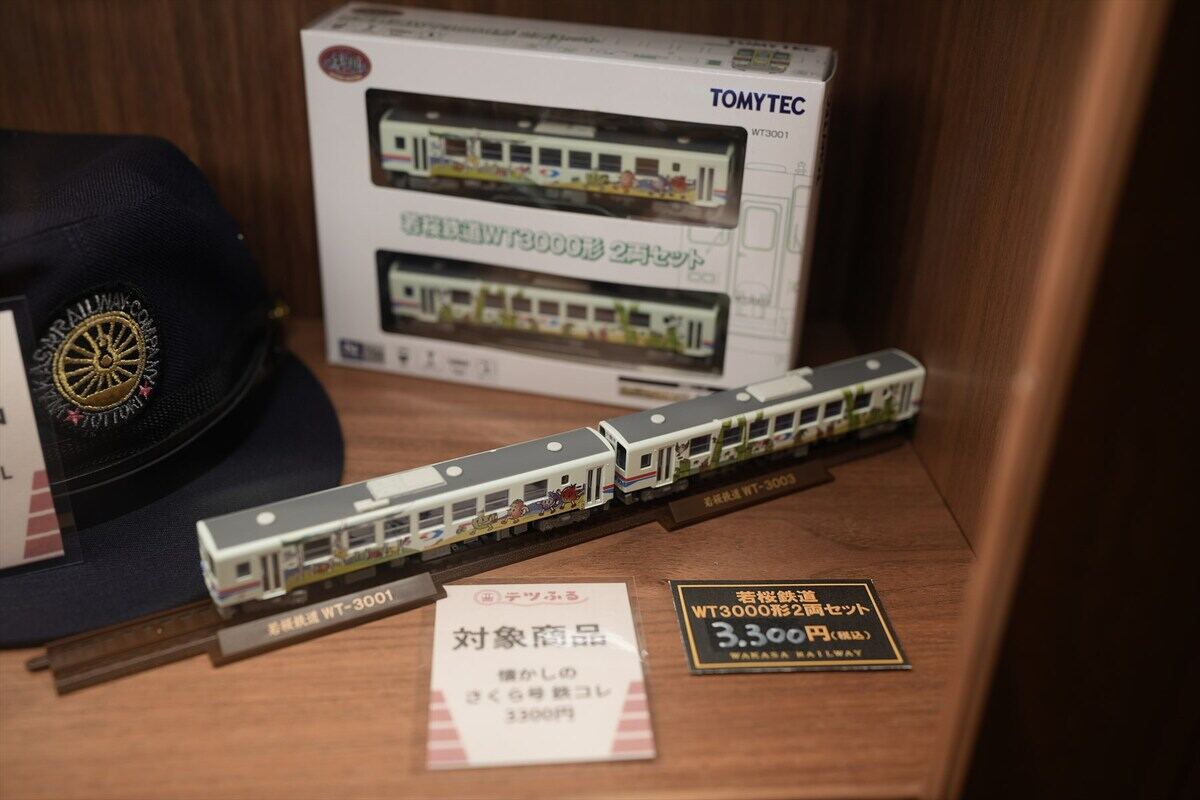 TOMYTEC
WT3001
若桜鉄道WT3000形 2両セット
WAKASA RAILWAY COMPANY
TOTTORI
若桜鉄道 WT-3001
若桜鉄道 WT-3003
テツふる
対象商品
懐かしの
さくら号 鉄コレ
3300円
若桜鉄道
WT3000形2両セット
3,300円(税込)
WAKASA RAILWAY